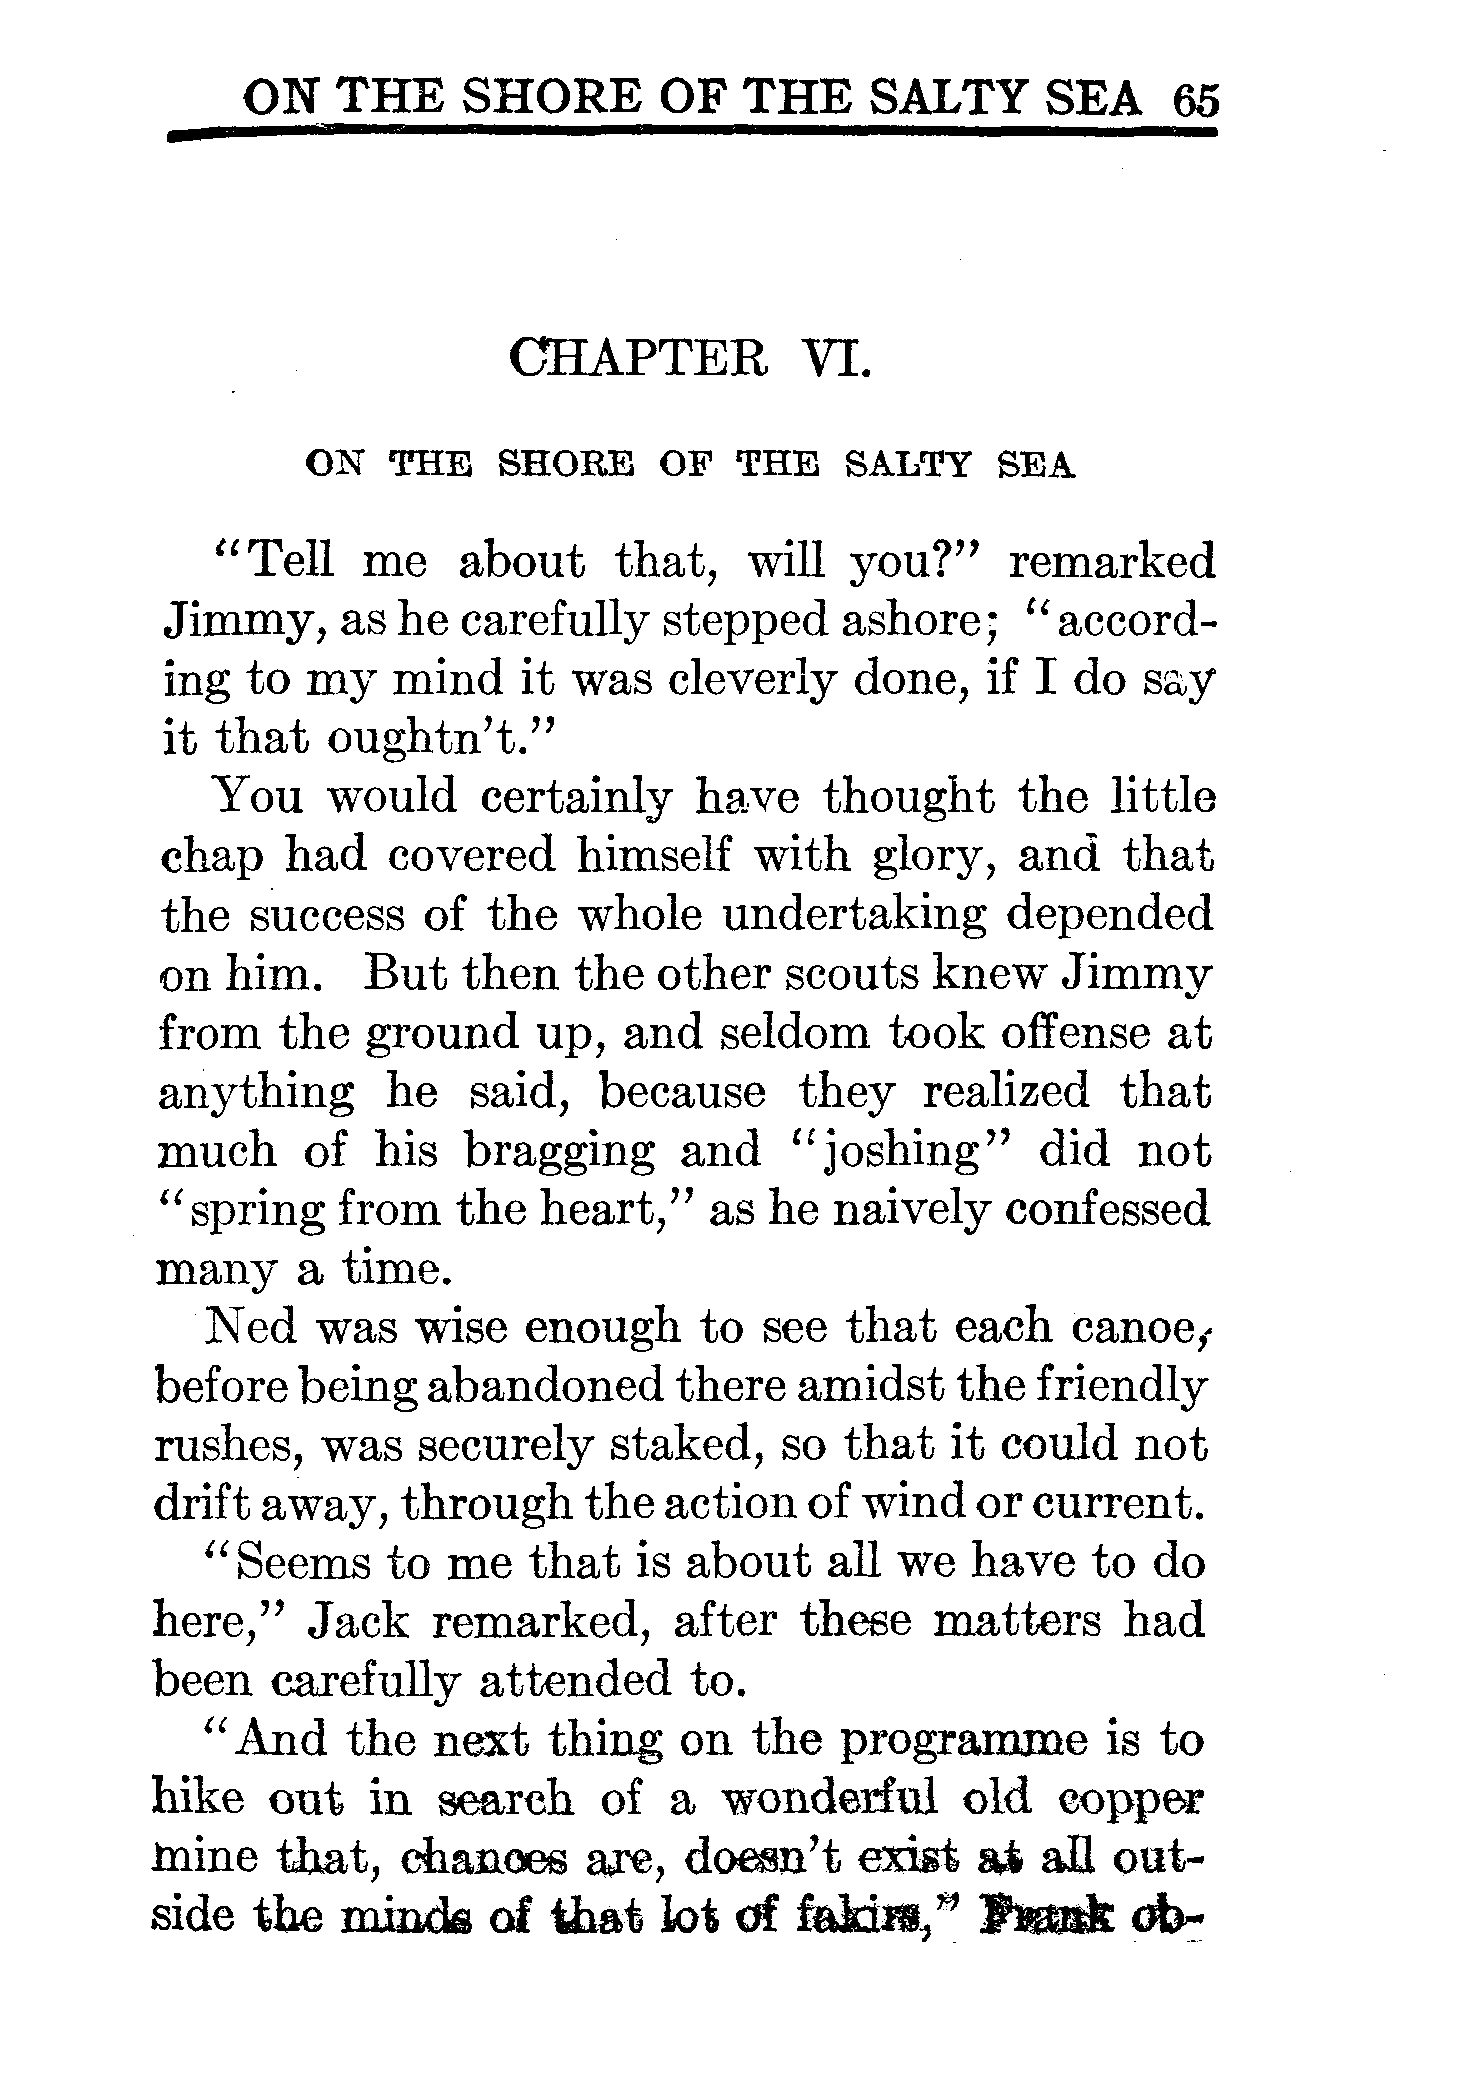 ON THE SHORE OF THE SALTY SEA 65
CHAPTER VI.
ON THE SHORE OF THE SALTY SEA
"Tell me about that, will you?" remarked
Jimmy, as he carefully stepped ashore; "accord-
ing to my mind it was cleverly done, if I do say
it that oughtn't."
You would certainly have thought the little
chap had covered himself with glory, and that
the success of the whole undertaking depended
on him. But then the other scouts knew Jimmy
from the ground up, and seldom took offense at
anything he said, because they realized that
much of his bragging and "joshing" did not
"spring from the heart," as he naively confessed
many a time.
Ned was wise enough to see that each canoe,
before being abandoned there amidst the friendly
rushes, was securely staked, so that it could not
drift away, through the action of wind or current.
"Seems to me that is about all we have to do
here," Jack remarked, after these matters had
been carefully attended to.
"And the next thing on the programme is to
hike out in search of a wonderful old copper
mine that, chances are, doesn't exist at all out-
side the minds of that lot of fakirs," Frank ob-